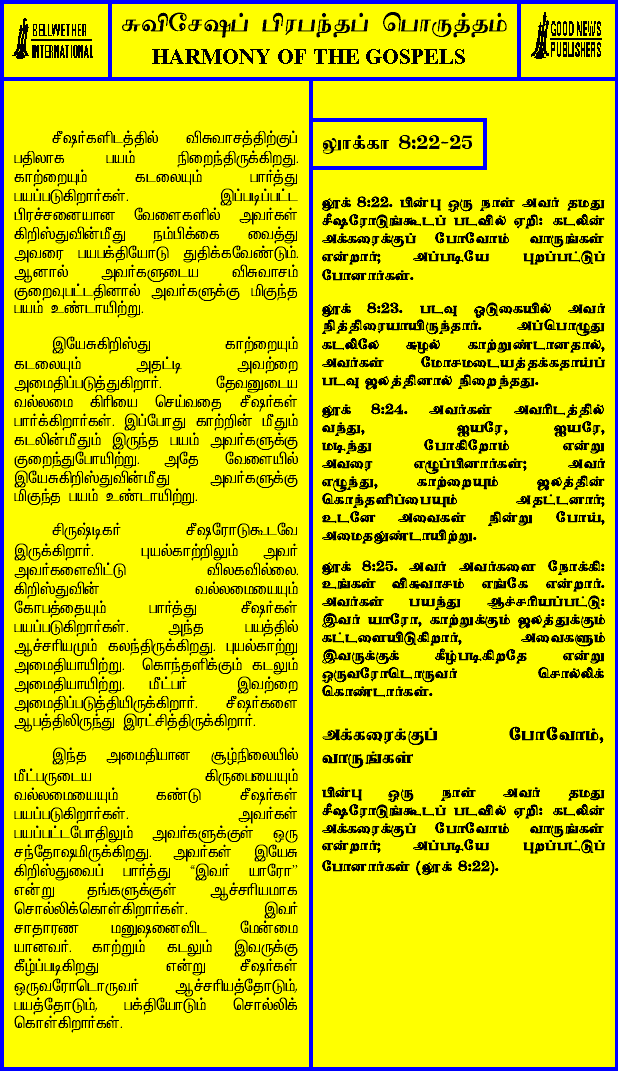 BELLWETHER
INTERNATIONAL
சுவிசேஷப் பிரபந்தப் பொருத்தம்
HARMONY OF THE GOSPELS
GOOD NEWS
PUBLISHERS
சீஷர்களிடத்தில் விசுவாசத்திற்குப்
பதிலாக பயம் நிறைந்திருக்கிறது.
காற்றையும் கடலையும் பார்த்து
பயப்படுகிறார்கள். இப்படிப்பட்ட
பிரச்சனையான வேளைகளில் அவர்கள்
கிறிஸ்துவின்மீது நம்பிக்கை வைத்து
அவரை பயபக்தியோடு துதிக்கவேண்டும்.
ஆனால் அவர்களுடைய விசுவாசம்
குறைவுபட்டதினால் அவர்களுக்கு மிகுந்த
பயம் உண்டாயிற்று.
இயேசுகிறிஸ்து காற்றையும்
கடலையும் அதட்டி அவற்றை
அமைதிப்படுத்துகிறார். தேவனுடைய
வல்லமை கிரியை செய்வதை சீஷர்கள்
பார்க்கிறார்கள். இப்போது காற்றின் மீதும்
கடலின்மீதும் இருந்த பயம் அவர்களுக்கு
குறைந்துபோயிற்று. அதே வேளையில்
இயேசுகிறிஸ்துவின்மீது அவர்களுக்கு
மிகுந்த பயம் உண்டாயிற்று.
சிருஷ்டிகர் சீஷரோடுகூடவே
இருக்கிறார். புயல்காற்றிலும் அவர்
அவர்களைவிட்டு விலகவில்லை.
கிறிஸ்துவின் வல்லமையையும்
கோபத்தையும் பார்த்து சீஷர்கள்
பயப்படுகிறார்கள். அந்த பயத்தில்
ஆச்சரியமும் கலந்திருக்கிறது. புயல்காற்று
அமைதியாயிற்று. கொந்தளிக்கும் கடலும்
அமைதியாயிற்று. மீட்பர் இவற்றை
அமைதிப்படுத்தியிருக்கிறார். சீஷர்களை
ஆபத்திலிருந்து இரட்சித்திருக்கிறார்.
இந்த அமைதியான சூழ்நிலையில்
மீட்பருடைய கிருபையையும்
வல்லமையையும் கண்டு சீஷர்கள்
பயப்படுகிறார்கள். அவர்கள்
பயப்பட்டபோதிலும் அவர்களுக்குள் ஒரு
சந்தோஷமிருக்கிறது. அவர்கள் இயேசு
கிறிஸ்துவைப் பார்த்து “இவர் யாரோ”
என்று தங்களுக்குள் ஆச்சரியமாக
சொல்லிக்கொள்கிறார்கள். இவர்
சாதாரண மனுஷனைவிட மேன்மை
யானவர். காற்றும் கடலும் இவருக்கு
கீழ்ப்படிகிறது என்று சீஷர்கள்
ஒருவரோடொருவர் ஆச்சரியத்தோடும்,
பயத்தோடும், பக்தியோடும் சொல்லிக்
கொள்கிறார்கள்.
லூக்கா 8:22-25
லூக் 8:22. பின்பு ஒரு நாள் அவர் தமது
சீஷரோடுங்கூடப் படவில் ஏறி: கடலின்
அக்கரைக்குப் போவோம் வாருங்கள்
என்றார்; அப்படியே புறப்பட்டுப்
போனார்கள்.
லூக் 8:23. படவு ஓடுகையில் அவர்
நித்திரையாயிருந்தார். அப்பொழுது
கடலிலே சுழல் காற்றுண்டானதால்,
அவர்கள் மோசமடையத்தக்கதாய்ப்
படவு ஜலத்தினால் நிறைந்தது.
லூக் 8:24. அவர்கள் அவரிடத்தில்
வந்து, ஐயரே, ஐயரே,
மடிந்து போகிறோம் என்று
அவரை எழுப்பினார்கள்; அவர்
எழுந்து, காற்றையும் ஜலத்தின்
கொந்தளிப்பையும் அதட்டினார்;
உடனே அவைகள் நின்று போய்,
அமைதலுண்டாயிற்று.
லூக் 8:25. அவர் அவர்களை நோக்கி:
உங்கள் விசுவாசம் எங்கே என்றார்.
அவர்கள் பயந்து ஆச்சரியப்பட்டு:
இவர் யாரோ, காற்றுக்கும் ஜலத்துக்கும்
கட்டளையிடுகிறார், அவைகளும்
இவருக்குக் கீழ்படிகிறதே என்று
ஒருவரோடொருவர் சொல்லிக்
கொண்டார்கள்.
அக்கரைக்குப் போவோம்,
வாருங்கள்
பின்பு ஒரு நாள் அவர் தமது
சீஷரோடுங்கூடப் படவில் ஏறி: கடலின்
அக்கரைக்குப் போவோம் வாருங்கள்
என்றார்; அப்படியே புறப்பட்டுப்
போனார்கள் (லூக் 8:22).